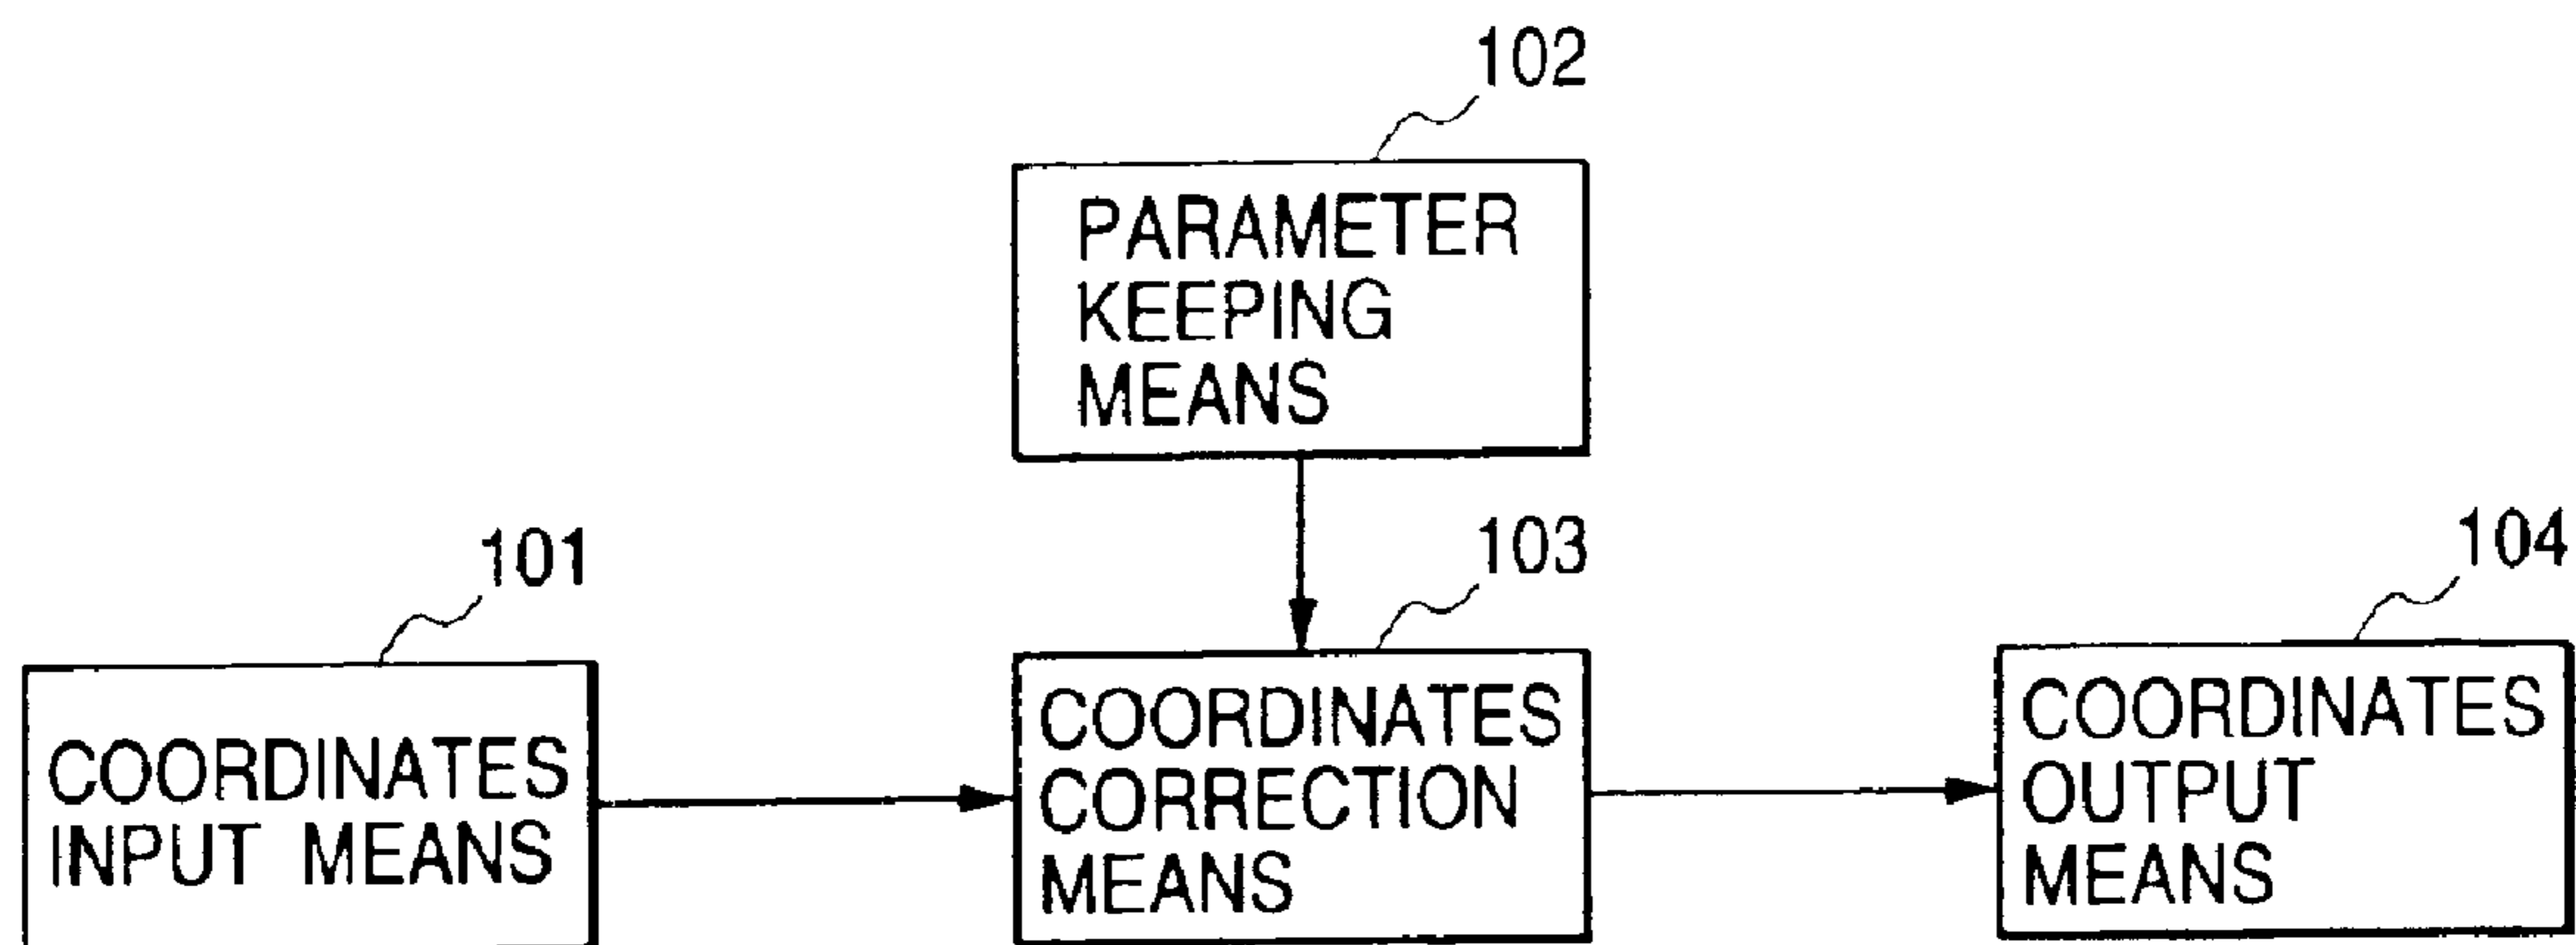 102
PARAMETER
KEEPING
MEANS
101
COORDINATES
INPUT MEANS
103
COORDINATES
CORRECTION
MEANS
104
COORDINATES
OUTPUT
MEANS